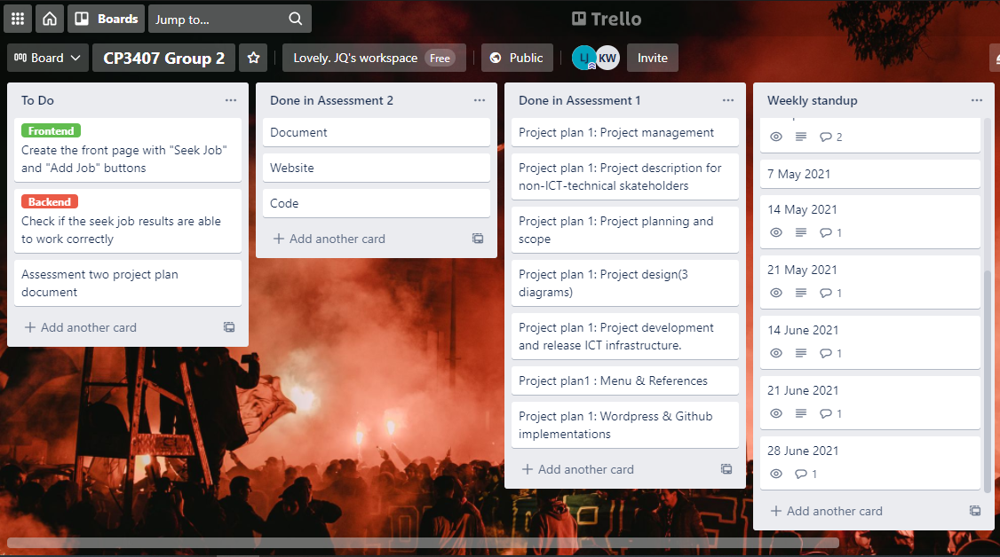 Boards
Jump to...
Trello
Board
CP3407 Group 2
Lovely. JQ's workspace
Free
Public
LJ
KW
Invite
To Do
Frontend
Create the front page with "Seek Job"
and "Add Job" buttons
Backend
Check if the seek job results are able
to work correctly
Assessment two project plan
document
Add another card
Done in Assessment 2
Document
Website
Code
Add another card
Done in Assessment 1
Project plan 1: Project management
Project plan 1: Project description for
non-ICT-technical skateholders
Project plan 1: Project planning and
scope
Project plan 1: Project design(3
diagrams)
Project plan 1: Project development
and release ICT infrastructure.
Project plan1 : Menu & References
Project plan 1: Wordpress & Github
implementations
Add another card
Weekly standup
2
7 May 2021
14 May 2021
1
21 May 2021
1
14 June 2021
1
21 June 2021
1
28 June 2021
1
Add another card